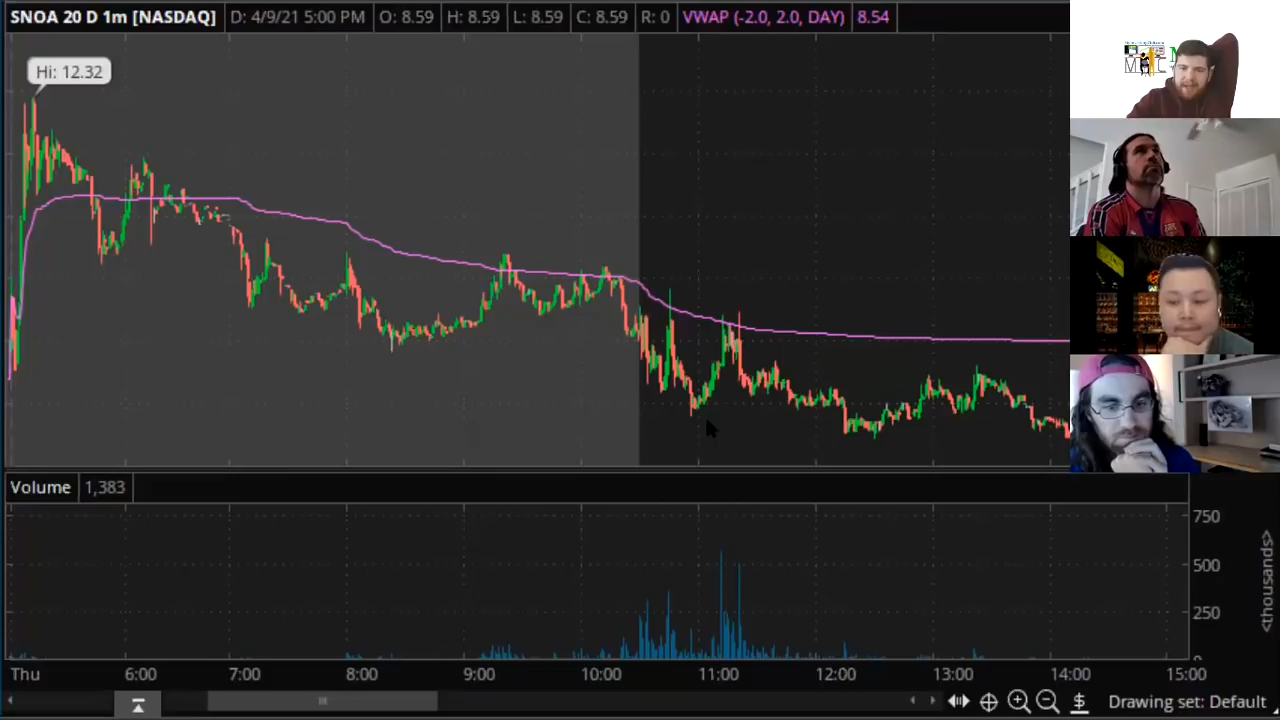 SNOA 20 D 1m [NASDAQ] D: 4/9/21 5:00 PM O: 8.59 H: 8.59 L: 8.59 C: 8.59 R: 0 VWAP (-2.0, 2.0, DAY) 8.54
Hi: 12.32
Volume 1,383
750
500
250
0
<thousands>
Thu 6:00 7:00 8:00 9:00 10:00 11:00 12:00 13:00 14:00 15:00
Drawing set: Default